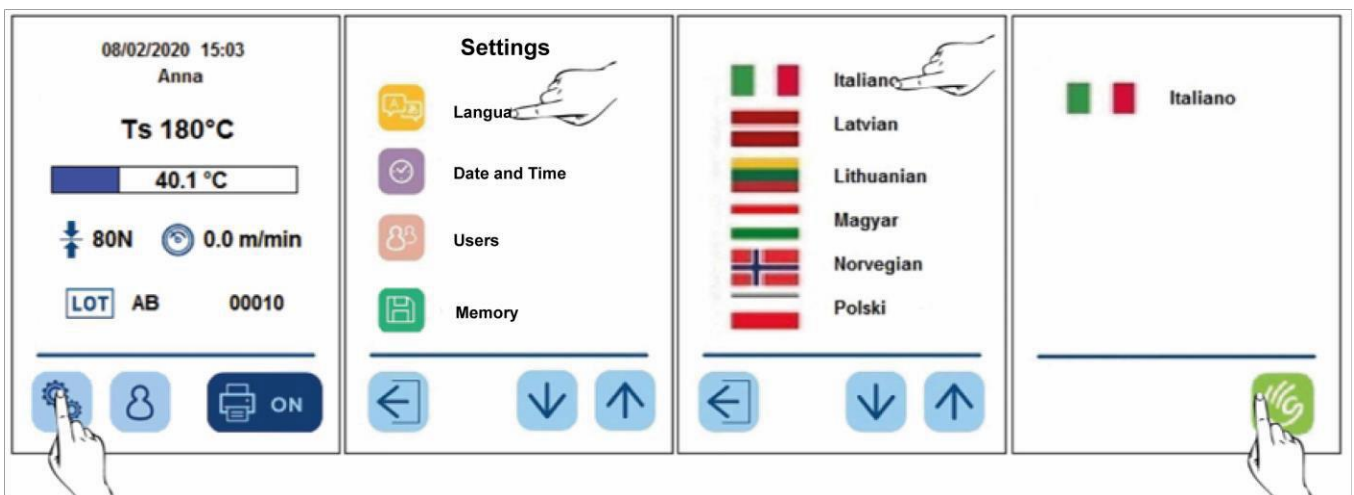 08/02/2020 15:03
Anna
Ts 180°C
40.1 °C
80N 0.0 m/min
LOT AB 00010
ON
Settings
Date and Time
Users
Memory
Latvian
Lithuanian
Magyar
Norvegian
Polski
Italiano